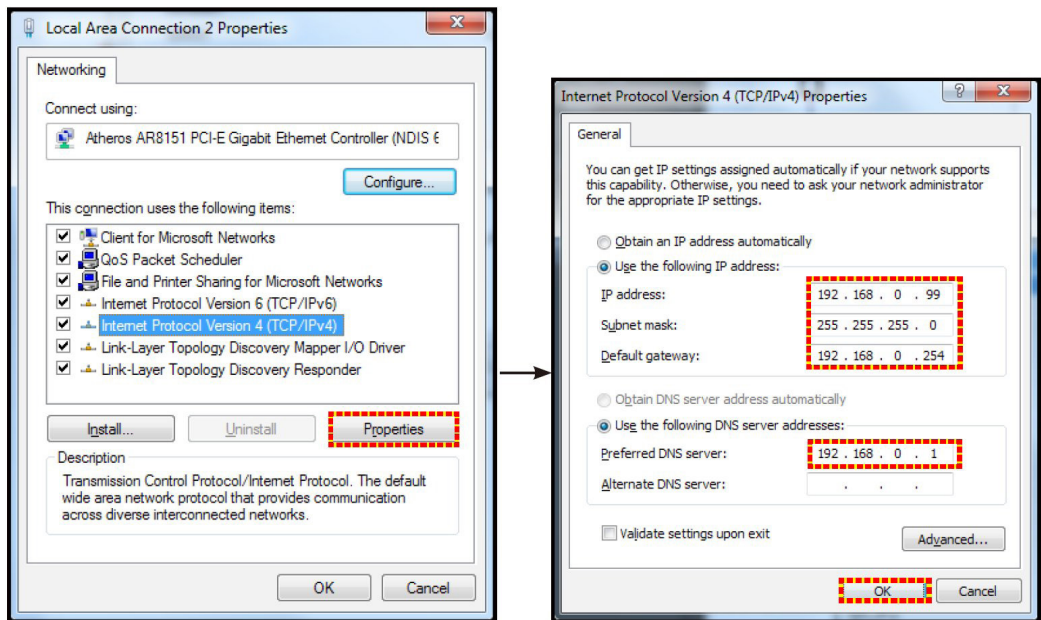 Local Area Connection 2 Properties
Networking
Connect using:
Atheros AR8151 PCI-E Gigabit Ethernet Controller (NDIS 6
Configure...
This connection uses the following items:
Client for Microsoft Networks
QoS Packet Scheduler
File and Printer Sharing for Microsoft Networks
Internet Protocol Version 6 (TCP/IPv6)
Internet Protocol Version 4 (TCP/IPv4)
Link-Layer Topology Discovery Mapper I/O Driver
Link-Layer Topology Discovery Responder
Install...
Uninstall
Properties
Description
Transmission Control Protocol/Internet Protocol. The default
wide area network protocol that provides communication
across diverse interconnected networks.
OK
Cancel
Internet Protocol Version 4 (TCP/IPv4) Properties
General
You can get IP settings assigned automatically if your network supports
this capability. Otherwise, you need to ask your network administrator
for the appropriate IP settings.
Obtain an IP address automatically
Use the following IP address:
IP address: 192 . 168 . 0 . 99
Subnet mask: 255 . 255 . 255 . 0
Default gateway: 192 . 168 . 0 . 254
Obtain DNS server address automatically
Use the following DNS server addresses:
Preferred DNS server: 192 . 168 . 0 . 1
Alternate DNS server: . . .
Validate settings upon exit
Advanced...
OK
Cancel